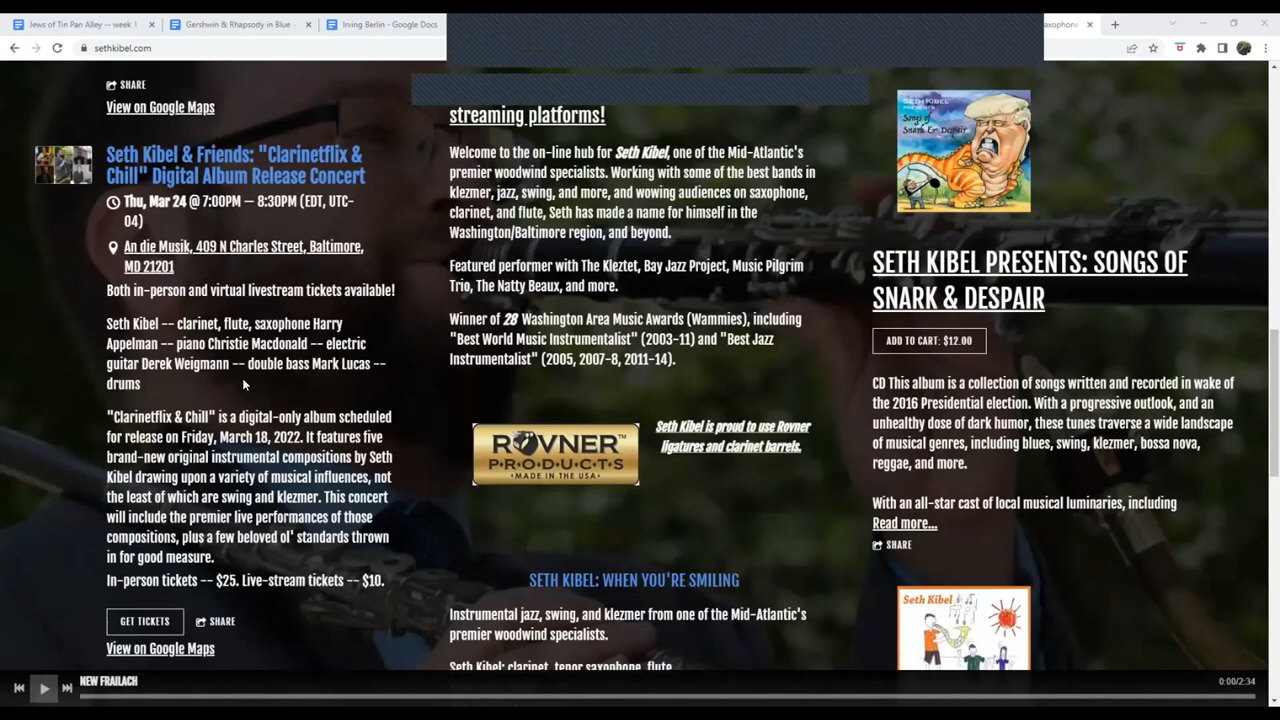 Jews of Tin Pan Alley -- week 1
Gershwin & Rhapsody in Blue -
Irving Berlin - Google Docs
axophone
sethkibel.com
SHARE
View on Google Maps
Seth Kibel & Friends: "Clarinetflix &
Chill" Digital Album Release Concert
Thu, Mar 24 @ 7:00PM — 8:30PM (EDT, UTC-
04)
An die Musik, 409 N Charles Street, Baltimore,
MD 21201
Both in-person and virtual livestream tickets available!
Seth Kibel -- clarinet, flute, saxophone Harry
Appelman -- piano Christie Macdonald -- electric
guitar Derek Weigmann -- double bass Mark Lucas --
drums
"Clarinetflix & Chill" is a digital-only album scheduled
for release on Friday, March 18, 2022. It features five
brand-new original instrumental compositions by Seth
Kibel drawing upon a variety of musical influences, not
the least of which are swing and klezmer. This concert
will include the premier live performances of those
compositions, plus a few beloved ol' standards thrown
in for good measure.
In-person tickets -- $25. Live-stream tickets -- $10.
GET TICKETS
SHARE
View on Google Maps
streaming platforms!
Welcome to the on-line hub for Seth Kibel, one of the Mid-Atlantic's
premier woodwind specialists. Working with some of the best bands in
klezmer, jazz, swing, and more, and wowing audiences on saxophone,
clarinet, and flute, Seth has made a name for himself in the
Washington/Baltimore region, and beyond.
Featured performer with The Kleztet, Bay Jazz Project, Music Pilgrim
Trio, The Natty Beaux, and more.
Winner of 28 Washington Area Music Awards (Wammies), including
"Best World Music Instrumentalist" (2003-11) and "Best Jazz
Instrumentalist" (2005, 2007-8, 2011-14).
ROVNER™
PRODUCTS
•MADE IN THE USA•
Seth Kibel is proud to use Rovner
ligatures and clarinet barrels.
SETH KIBEL: WHEN YOU'RE SMILING
Instrumental jazz, swing, and klezmer from one of the Mid-Atlantic's
premier woodwind specialists.
Seth Kibel: clarinet, tenor saxophone, flute
SETH KIBEL
PRESENTS
Songs of
Snark & Despair
SETH KIBEL PRESENTS: SONGS OF
SNARK & DESPAIR
ADD TO CART: $12.00
CD This album is a collection of songs written and recorded in wake of
the 2016 Presidential election. With a progressive outlook, and an
unhealthy dose of dark humor, these tunes traverse a wide landscape
of musical genres, including blues, swing, klezmer, bossa nova,
reggae, and more.
With an all-star cast of local musical luminaries, including
Read more...
SHARE
Seth Kibel
NEW FRAILACH
0:00/2:34